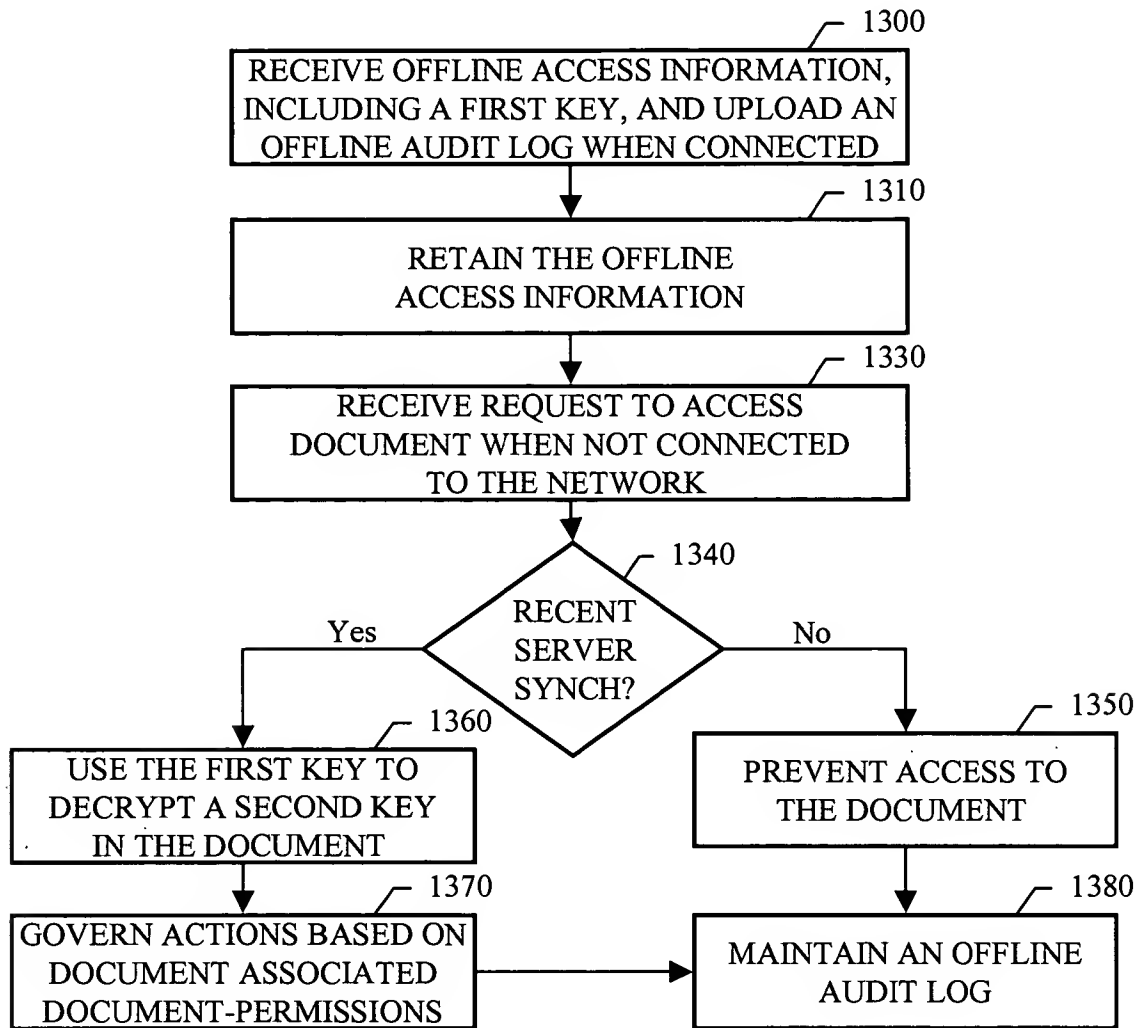 1300
RECEIVE OFFLINE ACCESS INFORMATION,
INCLUDING A FIRST KEY, AND UPLOAD AN
OFFLINE AUDIT LOG WHEN CONNECTED
1310
RETAIN THE OFFLINE
ACCESS INFORMATION
1330
RECEIVE REQUEST TO ACCESS
DOCUMENT WHEN NOT CONNECTED
TO THE NETWORK
1340
RECENT
SERVER
SYNCH?
Yes
No
1360
USE THE FIRST KEY TO
DECRYPT A SECOND KEY
IN THE DOCUMENT
1350
PREVENT ACCESS TO
THE DOCUMENT
1370
GOVERN ACTIONS BASED ON
DOCUMENT ASSOCIATED
DOCUMENT-PERMISSIONS
1380
MAINTAIN AN OFFLINE
AUDIT LOG